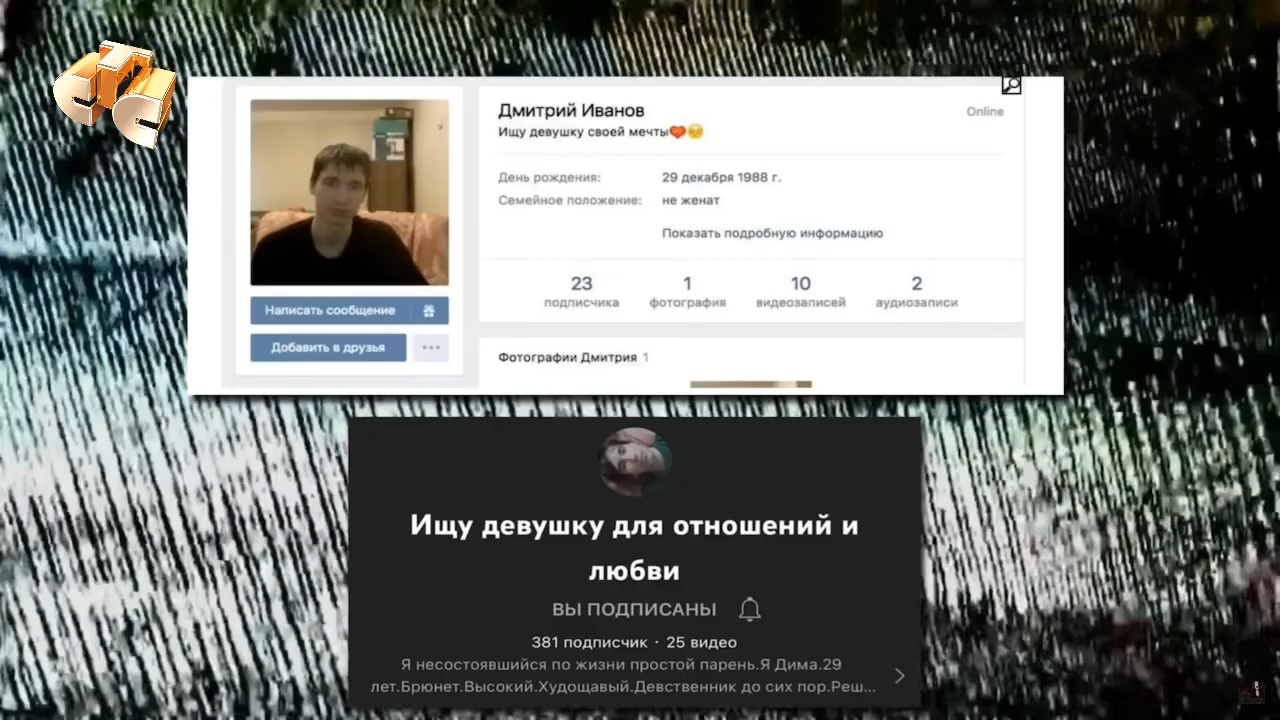 СТС
Дмитрий Иванов
Online
Ищу девушку своей мечты❤️😔
День рождения: 29 декабря 1988 г.
Семейное положение: не женат
Показать подробную информацию
23 1 10 2
подписчика фотография видеозаписей аудиозаписи
Написать сообщение
Добавить в друзья
Фотографии Дмитрия 1
Ищу девушку для отношений и
любви
ВЫ ПОДПИСАНЫ
381 подписчик · 25 видео
Я несостоявшийся по жизни простой парень.Я Дима.29
лет.Брюнет.Высокий.Худощавый.Девственник до сих пор.Реш...